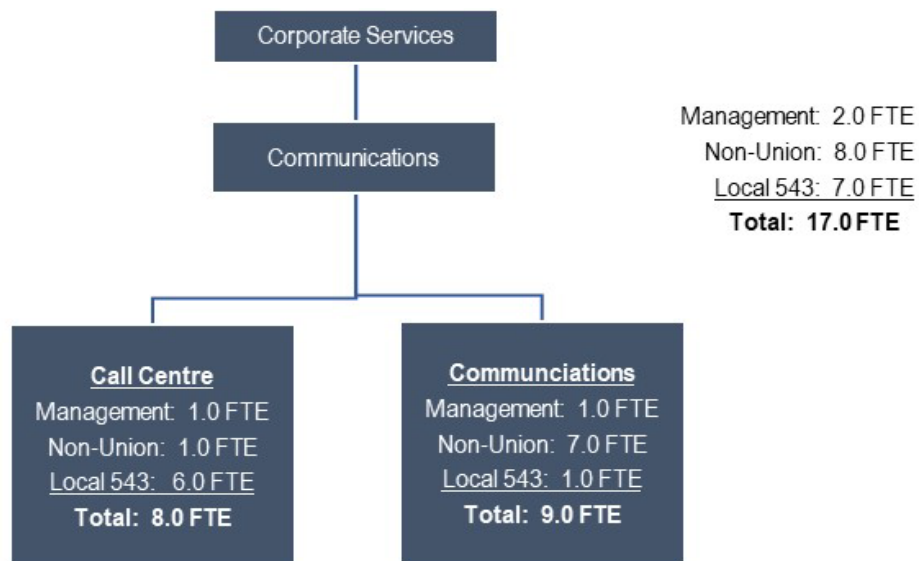 Corporate Services
Communications
Management: 2.0 FTE
Non-Union: 8.0 FTE
Local 543: 7.0 FTE
Total: 17.0 FTE
Call Centre
Management: 1.0 FTE
Non-Union: 1.0 FTE
Local 543: 6.0 FTE
Total: 8.0 FTE
Communciations
Management: 1.0 FTE
Non-Union: 7.0 FTE
Local 543: 1.0 FTE
Total: 9.0 FTE